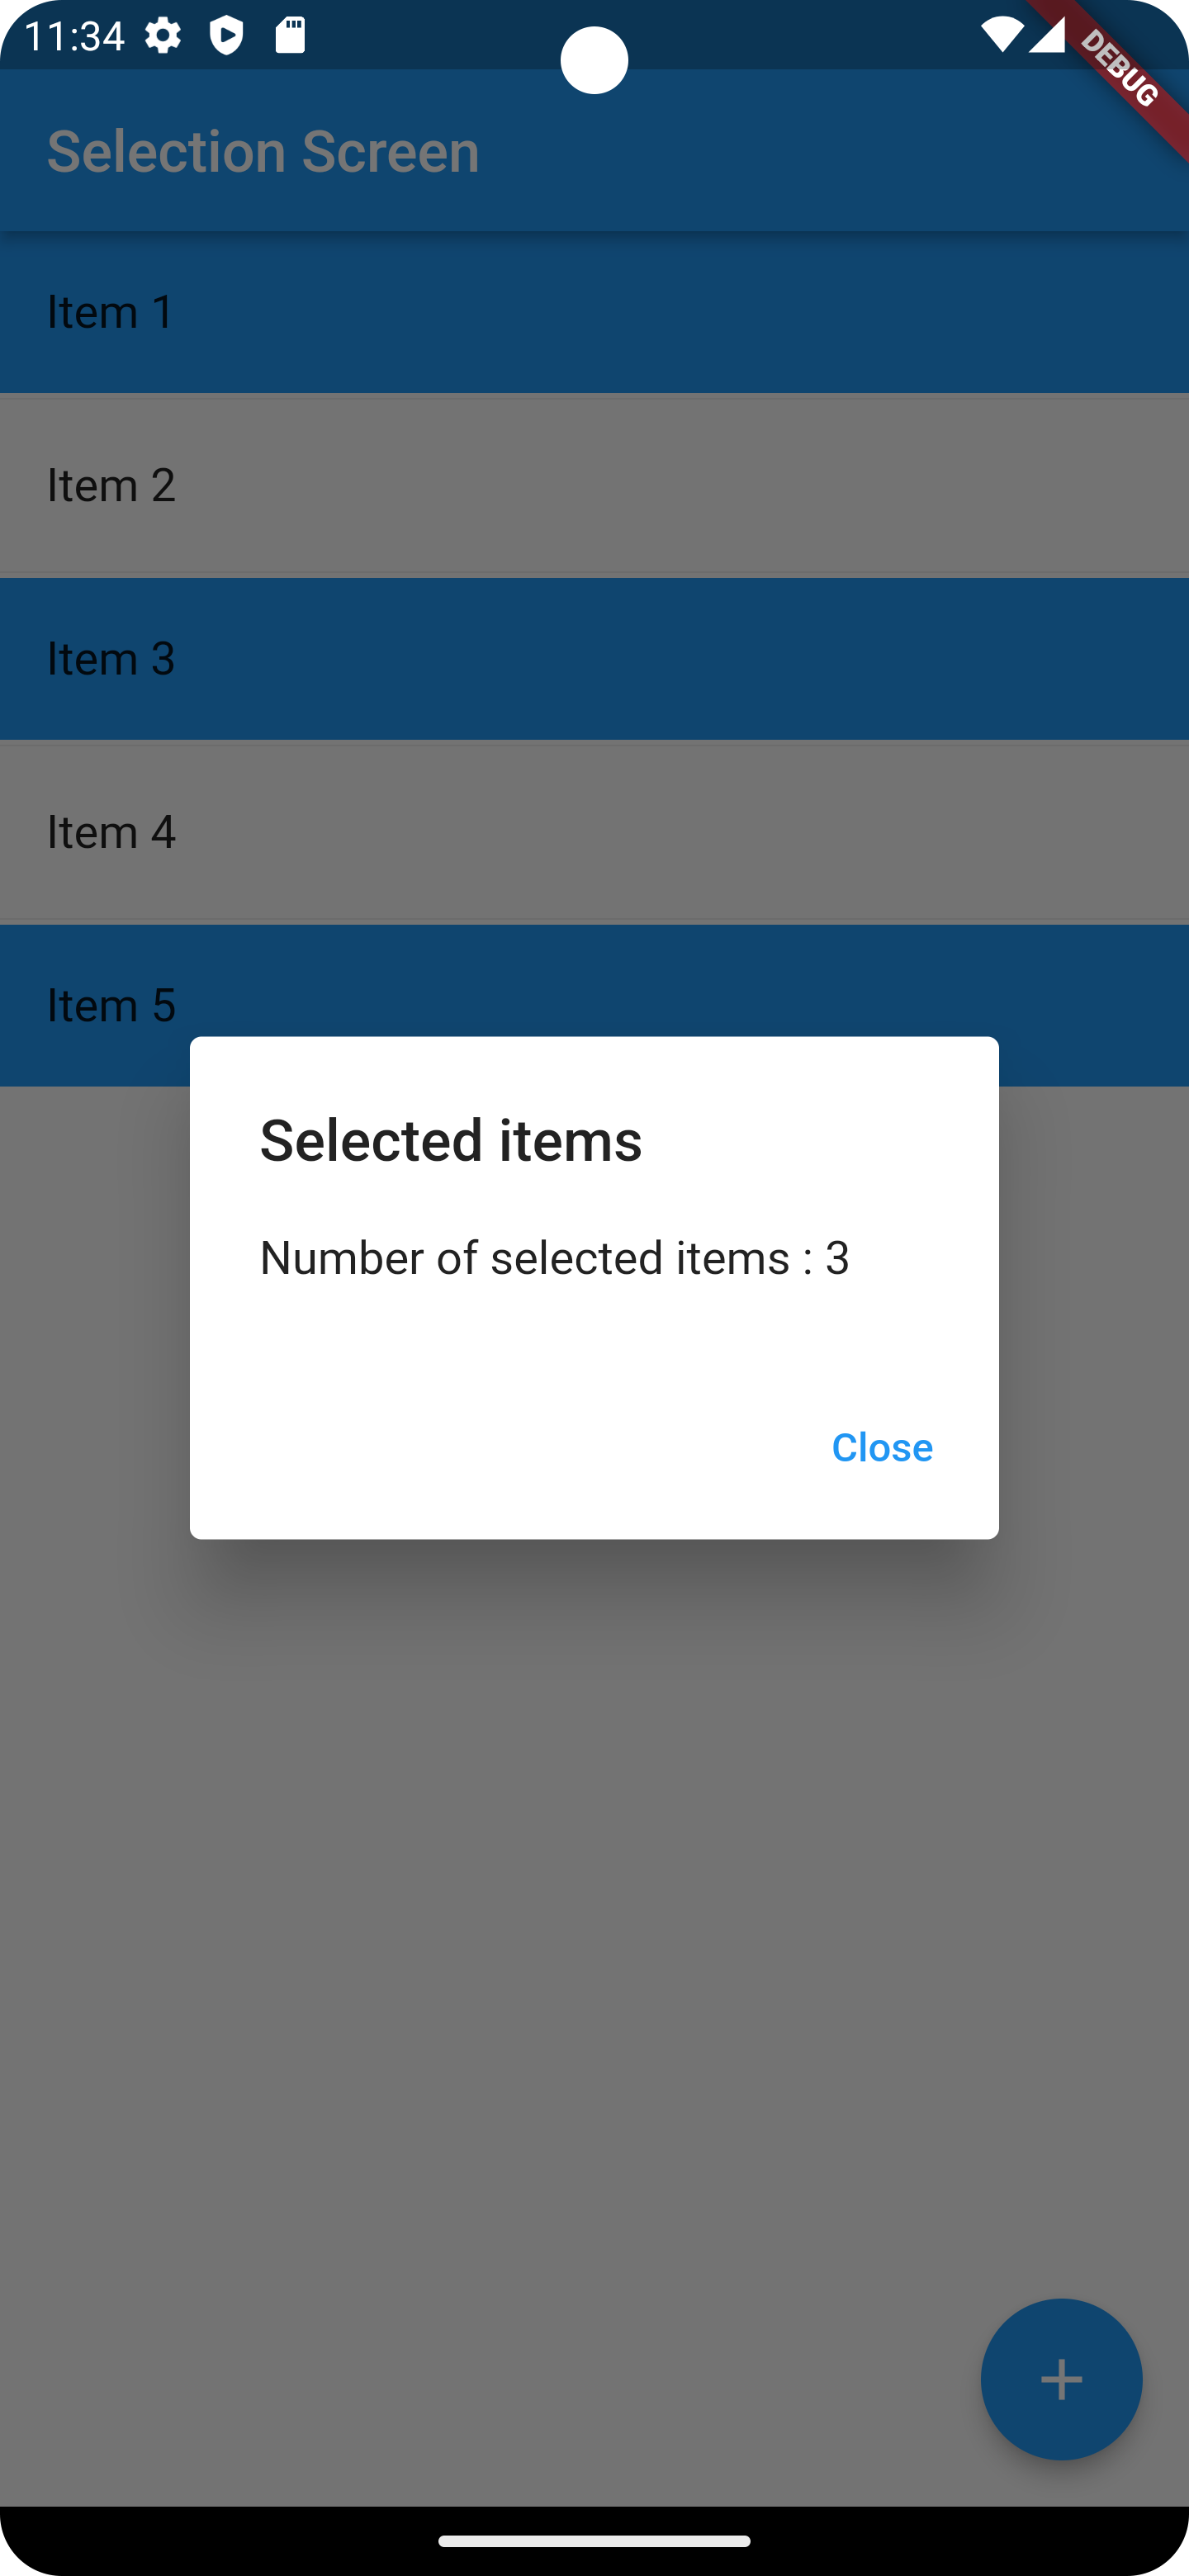 11:34
DEBUG
Selection Screen
Item 1
Item 2
Item 3
Item 4
Item 5
Selected items
Number of selected items : 3
Close